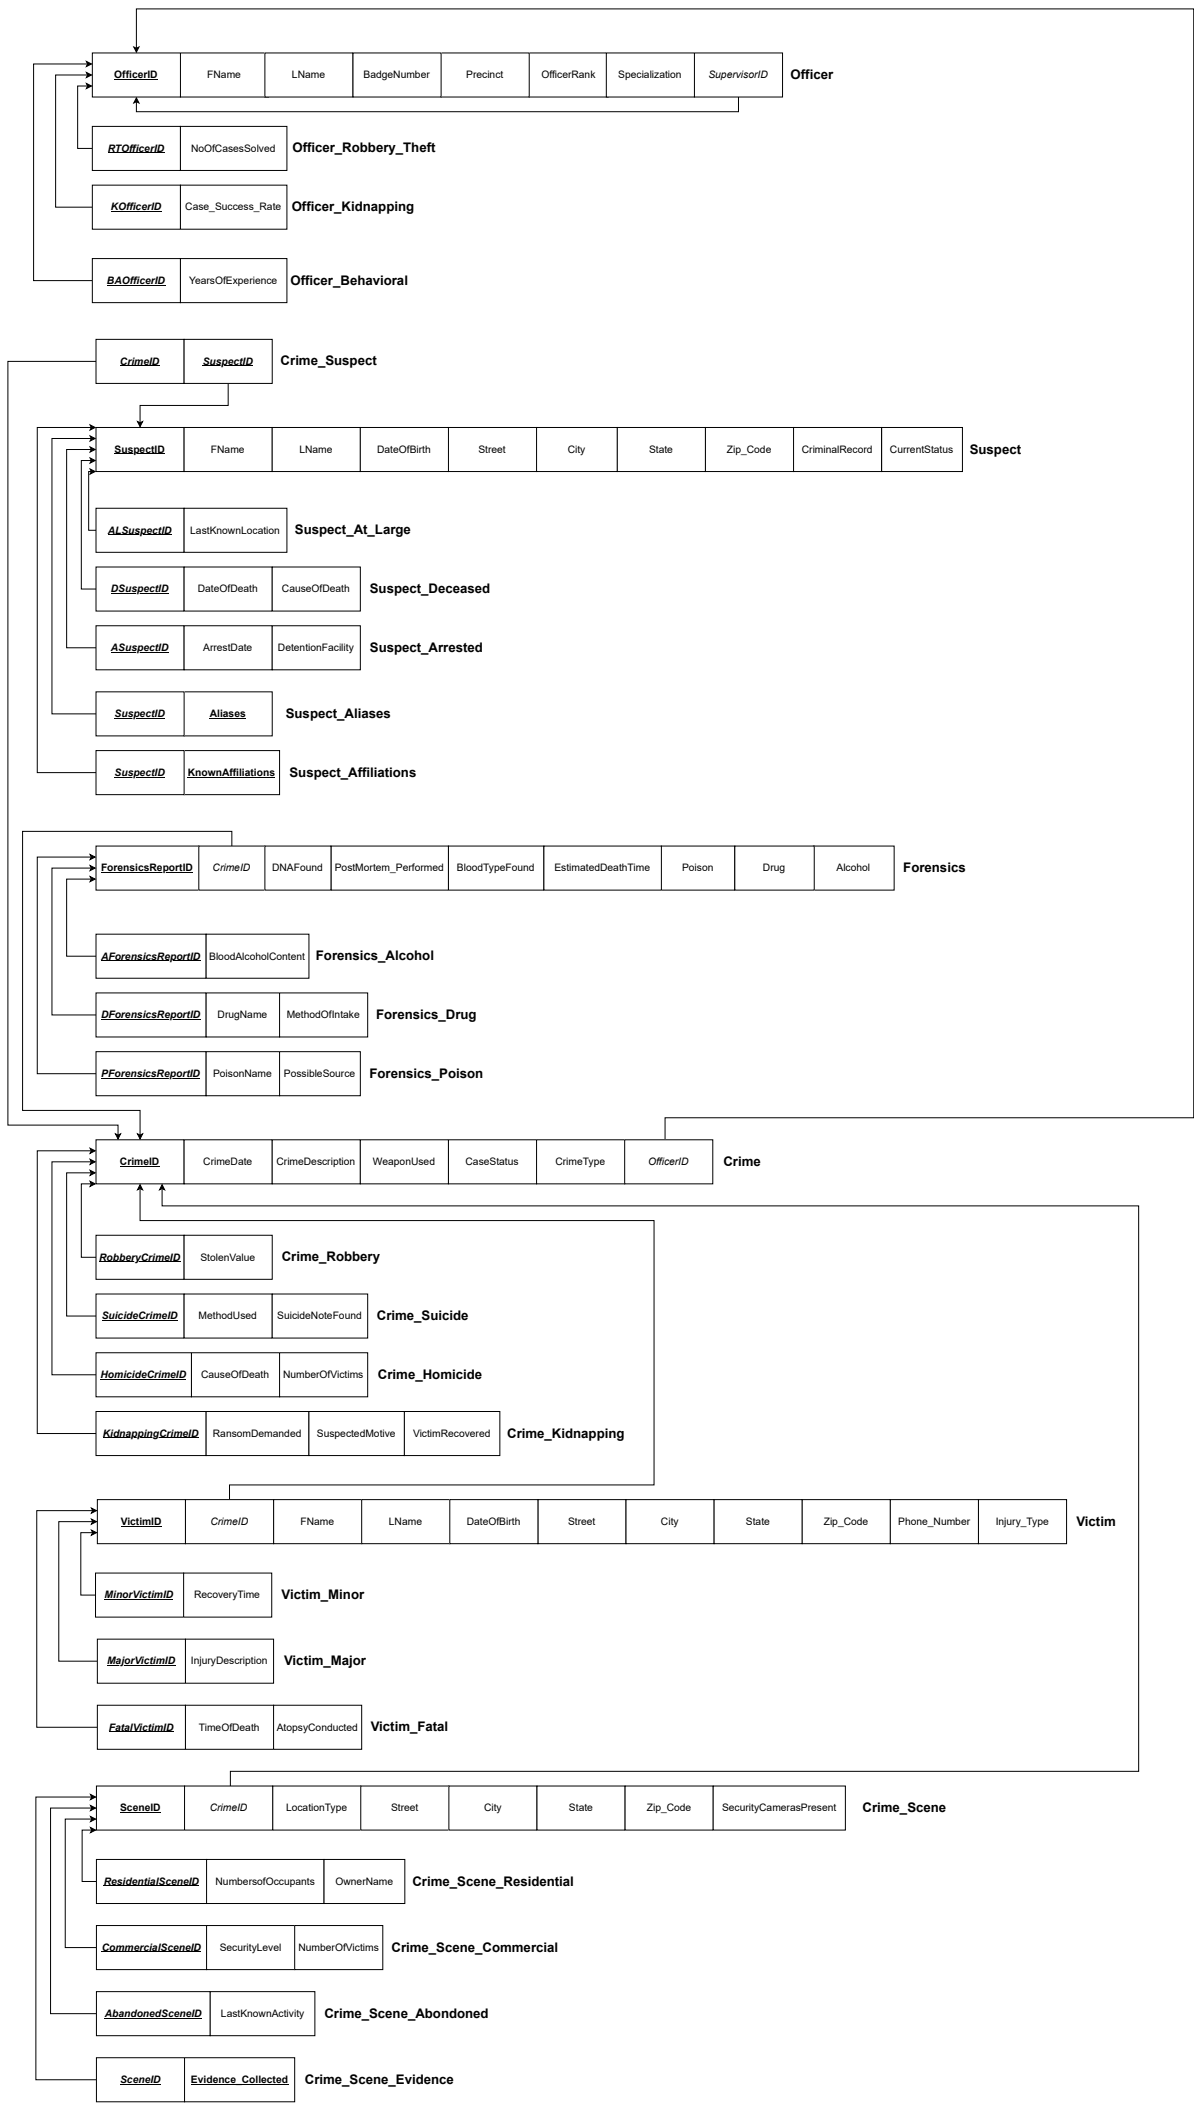 OfficerID FName LName BadgeNumber Precinct OfficerRank Specialization SupervisorID Officer
RTOfficerID NoOfCasesSolved Officer_Robbery_Theft
KOfficerID Case_Success_Rate Officer_Kidnapping
BAOfficerID YearsOfExperience Officer_Behavioral
CrimeID SuspectID Crime_Suspect
SuspectID FName LName DateOfBirth Street City State Zip_Code CriminalRecord CurrentStatus Suspect
ALSuspectID LastKnownLocation Suspect_At_Large
DSuspectID DateOfDeath CauseOfDeath Suspect_Deceased
ASuspectID ArrestDate DetentionFacility Suspect_Arrested
SuspectID Aliases Suspect_Aliases
SuspectID KnownAffiliations Suspect_Affiliations
ForensicsReportID CrimeID DNAFound PostMortem_Performed BloodTypeFound EstimatedDeathTime Poison Drug Alcohol Forensics
AForensicsReportID BloodAlcoholContent Forensics_Alcohol
DForensicsReportID DrugName MethodOfIntake Forensics_Drug
PForensicsReportID PoisonName PossibleSource Forensics_Poison
CrimeID CrimeDate CrimeDescription WeaponUsed CaseStatus CrimeType OfficerID Crime
RobberyCrimeID StolenValue Crime_Robbery
SuicideCrimeID MethodUsed SuicideNoteFound Crime_Suicide
HomicideCrimeID CauseOfDeath NumberOfVictims Crime_Homicide
KidnappingCrimeID RansomDemanded SuspectedMotive VictimRecovered Crime_Kidnapping
VictimID CrimeID FName LName DateOfBirth Street City State Zip_Code Phone_Number Injury_Type Victim
MinorVictimID RecoveryTime Victim_Minor
MajorVictimID InjuryDescription Victim_Major
FatalVictimID TimeOfDeath AtopsyConducted Victim_Fatal
SceneID CrimeID LocationType Street City State Zip_Code SecurityCamerasPresent Crime_Scene
ResidentialSceneID NumbersofOccupants OwnerName Crime_Scene_Residential
CommercialSceneID SecurityLevel NumberOfVictims Crime_Scene_Commercial
AbandonedSceneID LastKnownActivity Crime_Scene_Abondoned
SceneID Evidence_Collected Crime_Scene_Evidence